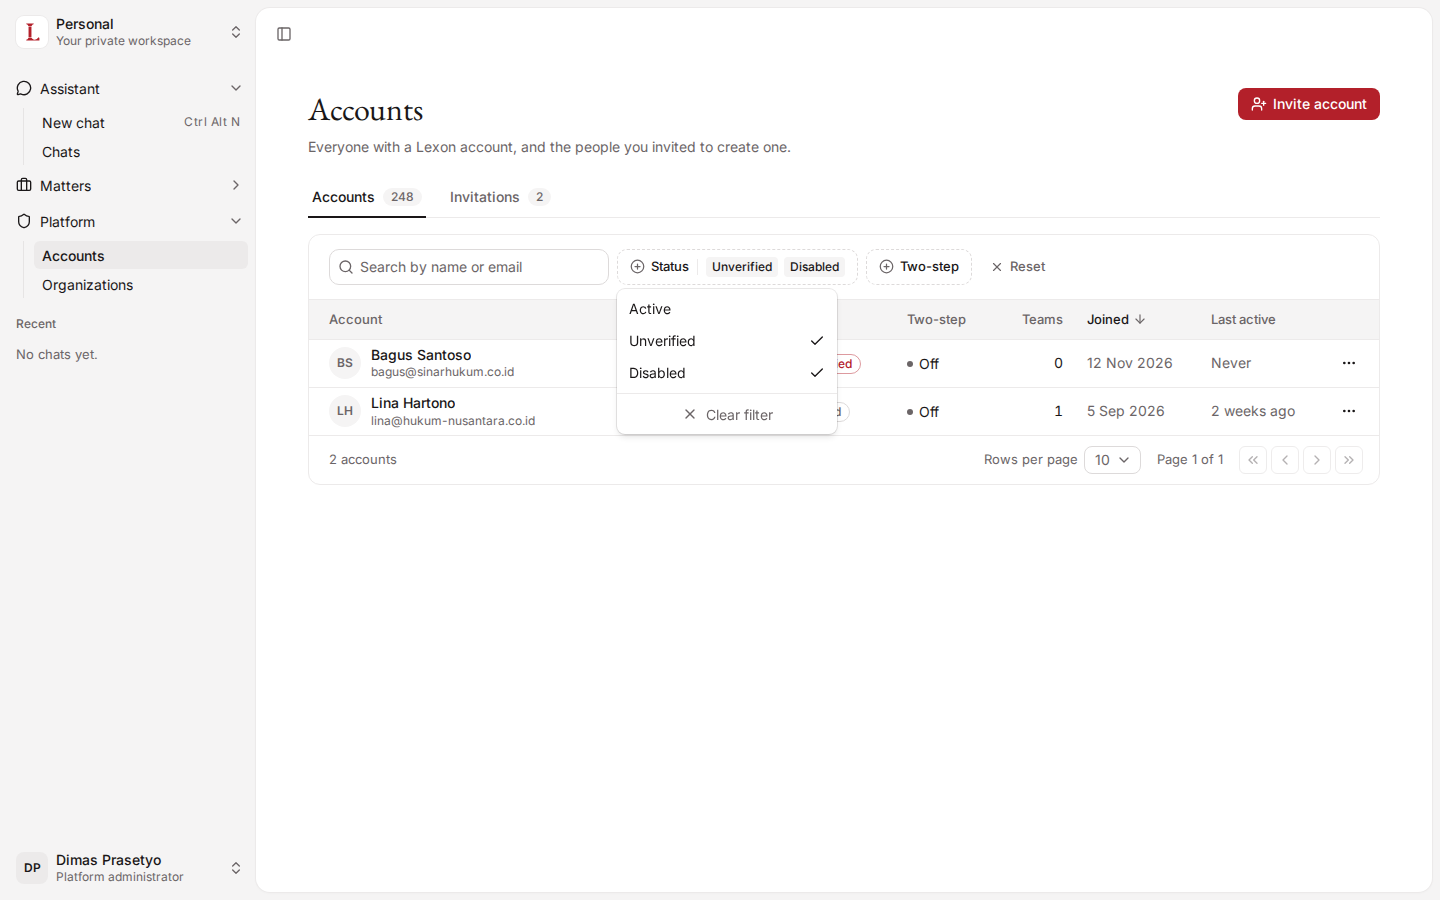 L
Personal
Your private workspace
Assistant
New chat Ctrl Alt N
Chats
Matters
Platform
Accounts
Organizations
Recent
No chats yet.
DP
Dimas Prasetyo
Platform administrator
Accounts
Everyone with a Lexon account, and the people you invited to create one.
Invite account
Accounts 248 Invitations 2
Search by name or email
Status Unverified Disabled
Two-step
Reset
Active
Unverified
Disabled
Clear filter
Account Two-step Teams Joined Last active
BS Bagus Santoso
bagus@sinarhukum.co.id
ed Off 0 12 Nov 2026 Never
LH Lina Hartono
lina@hukum-nusantara.co.id
d Off 1 5 Sep 2026 2 weeks ago
2 accounts Rows per page 10 Page 1 of 1